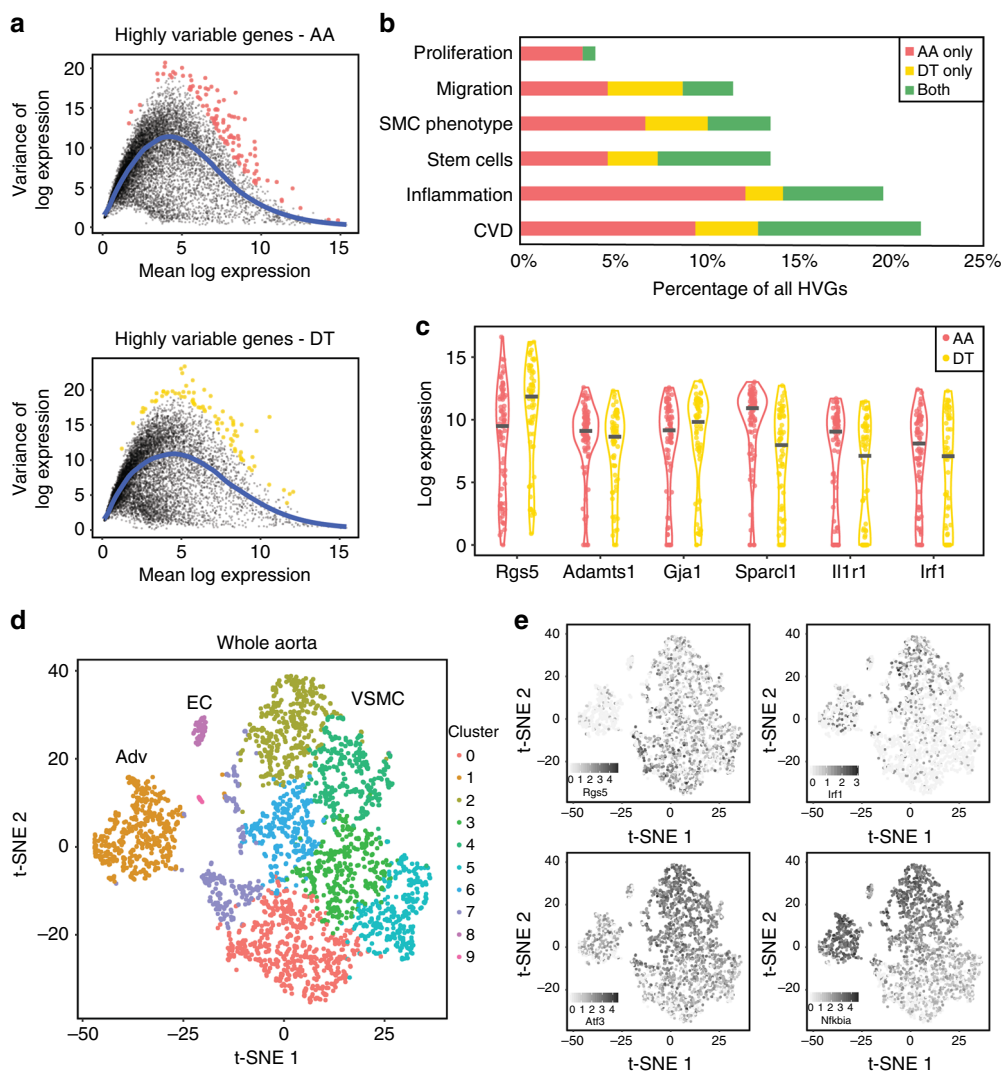 a
Highly variable genes - AA
Variance of
log expression
20
15
10
5
0
0 5 10 15
Mean log expression
Highly variable genes - DT
Variance of
log expression
20
15
10
5
0
0 5 10 15
Mean log expression
b
Proliferation
Migration
SMC phenotype
Stem cells
Inflammation
CVD
AA only
DT only
Both
0% 5% 10% 15% 20% 25%
Percentage of all HVGs
c
Log expression
15
10
5
0
AA
DT
Rgs5 Adamts1 Gja1 Sparcl1 Il1r1 Irf1
d
Whole aorta
t-SNE 2
40
20
0
−20
Adv
EC
VSMC
Cluster
0
1
2
3
4
5
6
7
8
9
−50 −25 0 25
t-SNE 1
e
t-SNE 2
40
20
0
−20
0 1 2 3 4
Rgs5
−50 −25 0 25
t-SNE 1
t-SNE 2
40
20
0
−20
0 1 2 3
Irf1
−50 −25 0 25
t-SNE 1
t-SNE 2
40
20
0
−20
0 1 2 3 4
Atf3
−50 −25 0 25
t-SNE 1
t-SNE 2
40
20
0
−20
0 1 2 3 4
Nfkbia
−50 −25 0 25
t-SNE 1